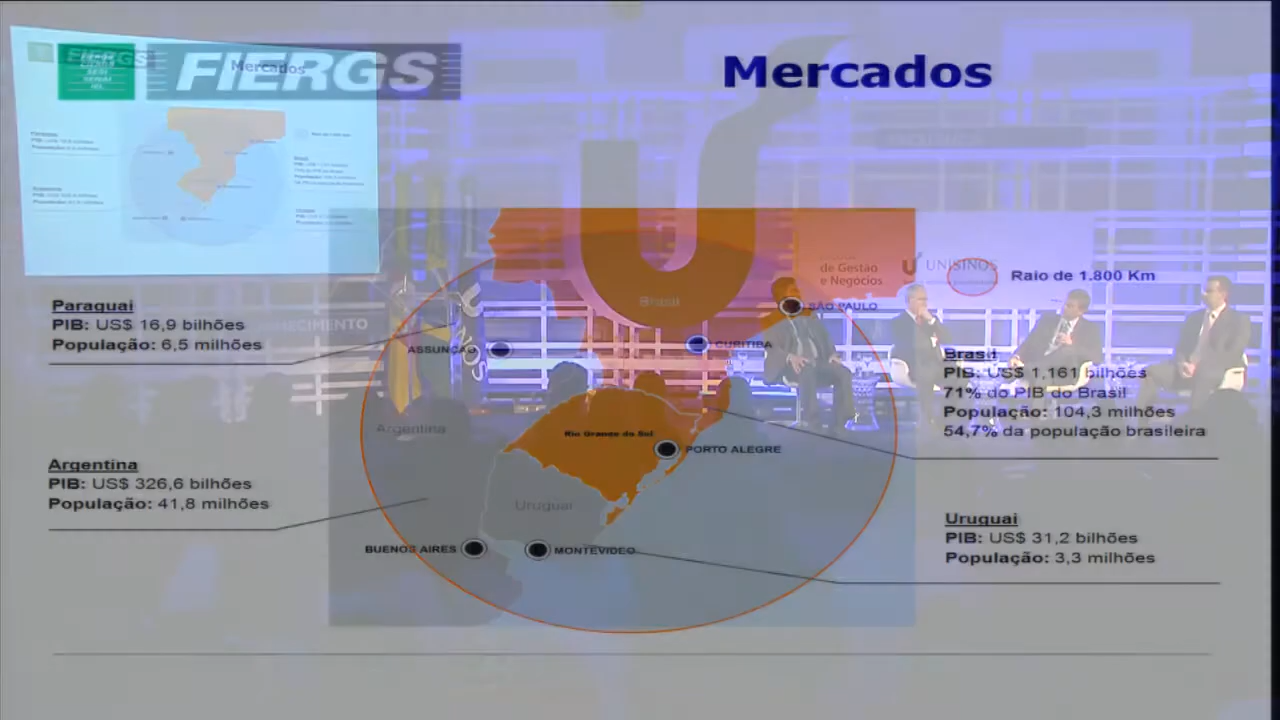 FIERGS
Mercados
Mercados
de Gestão
e Negócios
UNISINOS
Raio de 1.800 Km
Paraguai
PIB: US$ 16,9 bilhões
População: 6,5 milhões
CONHECIMENTO
Brasil
SÃO PAULO
CURITIBA
ASSUNÇÃO
Brasil
PIB: US$ 1,161 bilhões
71% do PIB do Brasil
População: 104,3 milhões
54,7% da população brasileira
Argentina
Rio Grande do Sol
PORTO ALEGRE
Argentina
PIB: US$ 326,6 bilhões
População: 41,8 milhões
Uruguai
BUENOS AIRES
MONTEVIDEO
Uruguai
PIB: US$ 31,2 bilhões
População: 3,3 milhões